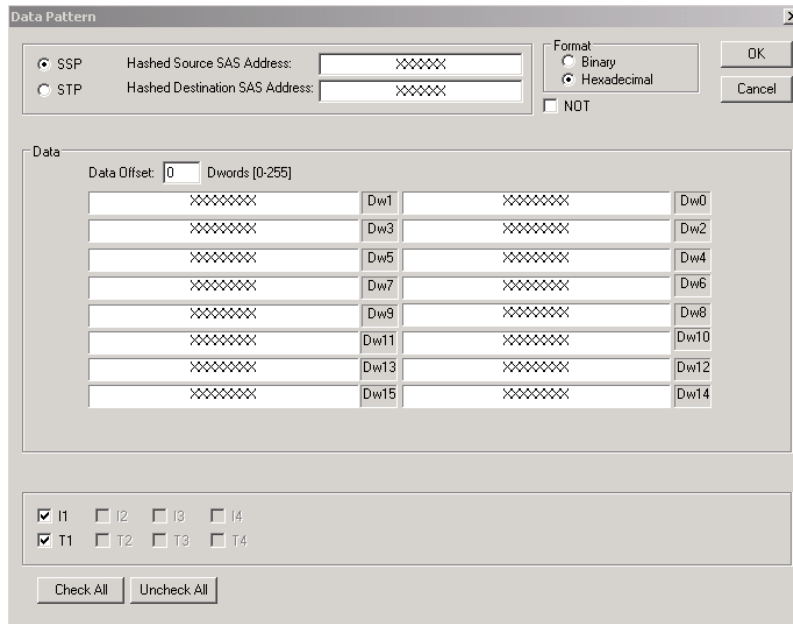 Data Pattern
SSP Hashed Source SAS Address: XXXXXX
STP Hashed Destination SAS Address: XXXXXX
Format
Binary
Hexadecimal
NOT
OK
Cancel
Data
Data Offset: 0 Dwords [0-255]
XXXXXXXX Dw1 XXXXXXXX Dw0
XXXXXXXX Dw3 XXXXXXXX Dw2
XXXXXXXX Dw5 XXXXXXXX Dw4
XXXXXXXX Dw7 XXXXXXXX Dw6
XXXXXXXX Dw9 XXXXXXXX Dw8
XXXXXXXX Dw11 XXXXXXXX Dw10
XXXXXXXX Dw13 XXXXXXXX Dw12
XXXXXXXX Dw15 XXXXXXXX Dw14
I1 I2 I3 I4
T1 T2 T3 T4
Check All Uncheck All